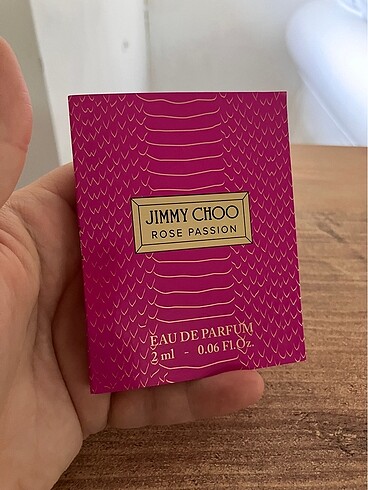 JIMMY CHOO
ROSE PASSION
EAU DE PARFUM
2 ml - 0.06 Fl.Oz.